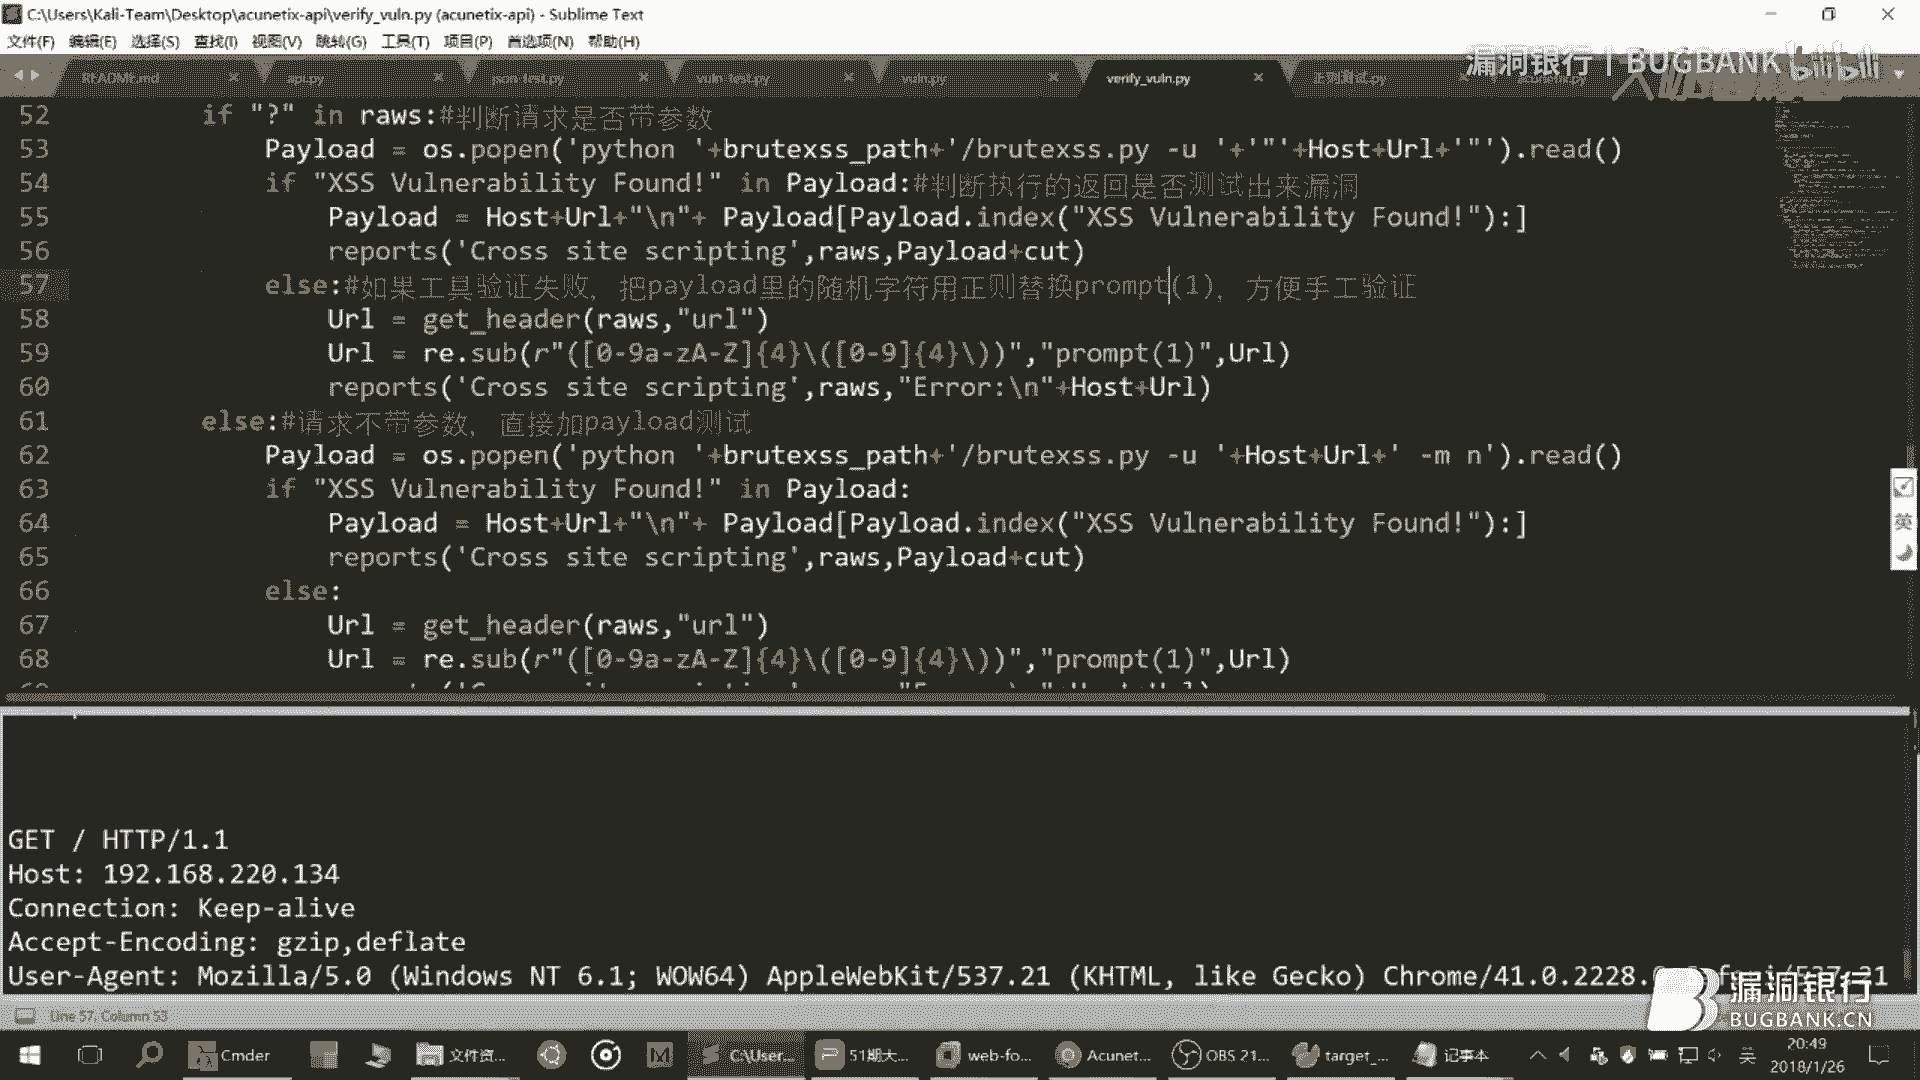 C:\Users\Kali-Team\Desktop\acunetix-api\verify_vuln.py (acunetix-api) - Sublime Text
文件(F) 编辑(E) 选择(S) 查找(I) 视图(V) 跳转(G) 工具(T) 项目(P) 首选项(N) 帮助(H)
README.md api.py json-test.py vuln-test.py vuln.py verify_vuln.py 正则测试.py
漏洞银行 | BUGBANK bilibili
52 if "?" in raws:#判断请求是否带参数
53 Payload = os.popen('python '+brutexss_path+'/brutexss.py -u '+'"'+Host+Url+'"').read()
54 if "XSS Vulnerability Found!" in Payload:#判断执行的返回是否测试出来漏洞
55 Payload = Host+Url+"\n"+ Payload[Payload.index("XSS Vulnerability Found!"):]
56 reports('Cross site scripting',raws,Payload+cut)
57 else:#如果工具验证失败，把payload里的随机字符用正则替换prompt(1)，方便手工验证
58 Url = get_header(raws,"url")
59 Url = re.sub(r"([0-9a-zA-Z]{4}\([0-9]{4}\))","prompt(1)",Url)
60 reports('Cross site scripting',raws,"Error:\n"+Host+Url)
61 else:#请求不带参数，直接加payload测试
62 Payload = os.popen('python '+brutexss_path+'/brutexss.py -u '+Host+Url+' -m n').read()
63 if "XSS Vulnerability Found!" in Payload:
64 Payload = Host+Url+"\n"+ Payload[Payload.index("XSS Vulnerability Found!"):]
65 reports('Cross site scripting',raws,Payload+cut)
66 else:
67 Url = get_header(raws,"url")
68 Url = re.sub(r"([0-9a-zA-Z]{4}\([0-9]{4}\))","prompt(1)",Url)
英
GET / HTTP/1.1
Host: 192.168.220.134
Connection: Keep-alive
Accept-Encoding: gzip,deflate
User-Agent: Mozilla/5.0 (Windows NT 6.1; WOW64) AppleWebKit/537.21 (KHTML, like Gecko) Chrome/41.0.2228.
漏洞银行
BUGBANK.CN
Line 57, Column 53
Cmder 文件资... C:\User... 51期大... web-fo... Acunet... OBS 21... target_... 记事本 英 20:49
2018/1/26